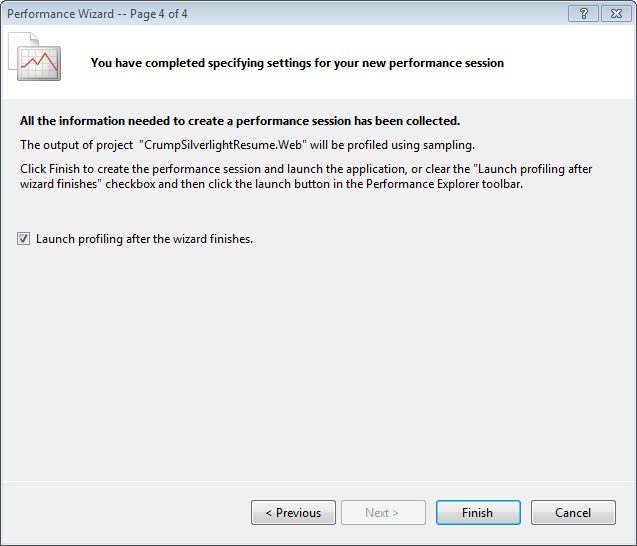 Performance Wizard -- Page 4 of 4
You have completed specifying settings for your new performance session
All the information needed to create a performance session has been collected.
The output of project  "CrumpSilverlightResume.Web" will be profiled using sampling.
Click Finish to create the performance session and launch the application, or clear the "Launch profiling after
wizard finishes" checkbox and then click the launch button in the Performance Explorer toolbar.
Launch profiling after the wizard finishes.
< Previous
Next >
Finish
Cancel